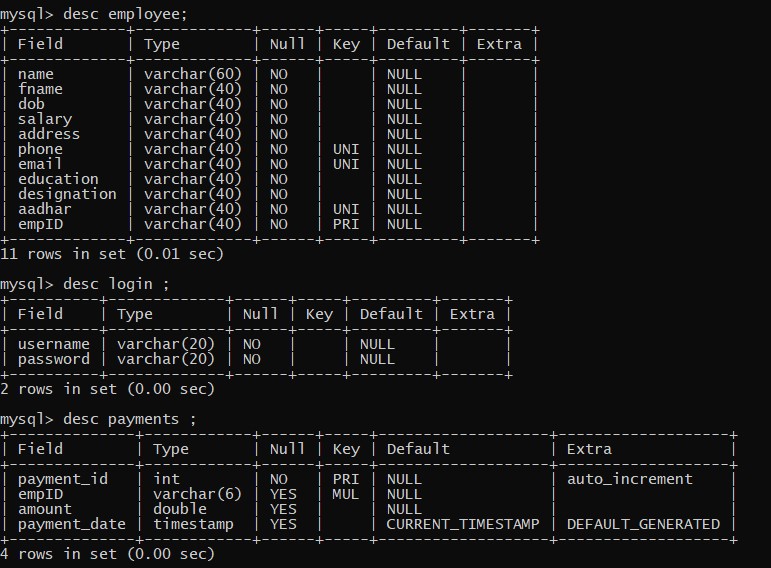 mysql> desc employee;
+-------------+-------------+------+-----+---------+-------+
| Field       | Type        | Null | Key | Default | Extra |
+-------------+-------------+------+-----+---------+-------+
| name        | varchar(60) | NO   |     | NULL    |       |
| fname       | varchar(40) | NO   |     | NULL    |       |
| dob         | varchar(40) | NO   |     | NULL    |       |
| salary      | varchar(40) | NO   |     | NULL    |       |
| address     | varchar(40) | NO   |     | NULL    |       |
| phone       | varchar(40) | NO   | UNI | NULL    |       |
| email       | varchar(40) | NO   | UNI | NULL    |       |
| education   | varchar(40) | NO   |     | NULL    |       |
| designation | varchar(40) | NO   |     | NULL    |       |
| aadhar      | varchar(40) | NO   | UNI | NULL    |       |
| empID       | varchar(40) | NO   | PRI | NULL    |       |
+-------------+-------------+------+-----+---------+-------+
11 rows in set (0.01 sec)
mysql> desc login ;
+----------+-------------+------+-----+---------+-------+
| Field    | Type        | Null | Key | Default | Extra |
+----------+-------------+------+-----+---------+-------+
| username | varchar(20) | NO   |     | NULL    |       |
| password | varchar(20) | NO   |     | NULL    |       |
+----------+-------------+------+-----+---------+-------+
2 rows in set (0.00 sec)
mysql> desc payments ;
+--------------+------------+------+-----+-------------------+-------------------+
| Field        | Type       | Null | Key | Default           | Extra             |
+--------------+------------+------+-----+-------------------+-------------------+
| payment_id   | int        | NO   | PRI | NULL              | auto_increment    |
| empID        | varchar(6) | YES  | MUL | NULL              |                   |
| amount       | double     | YES  |     | NULL              |                   |
| payment_date | timestamp  | YES  |     | CURRENT_TIMESTAMP | DEFAULT_GENERATED |
+--------------+------------+------+-----+-------------------+-------------------+
4 rows in set (0.00 sec)